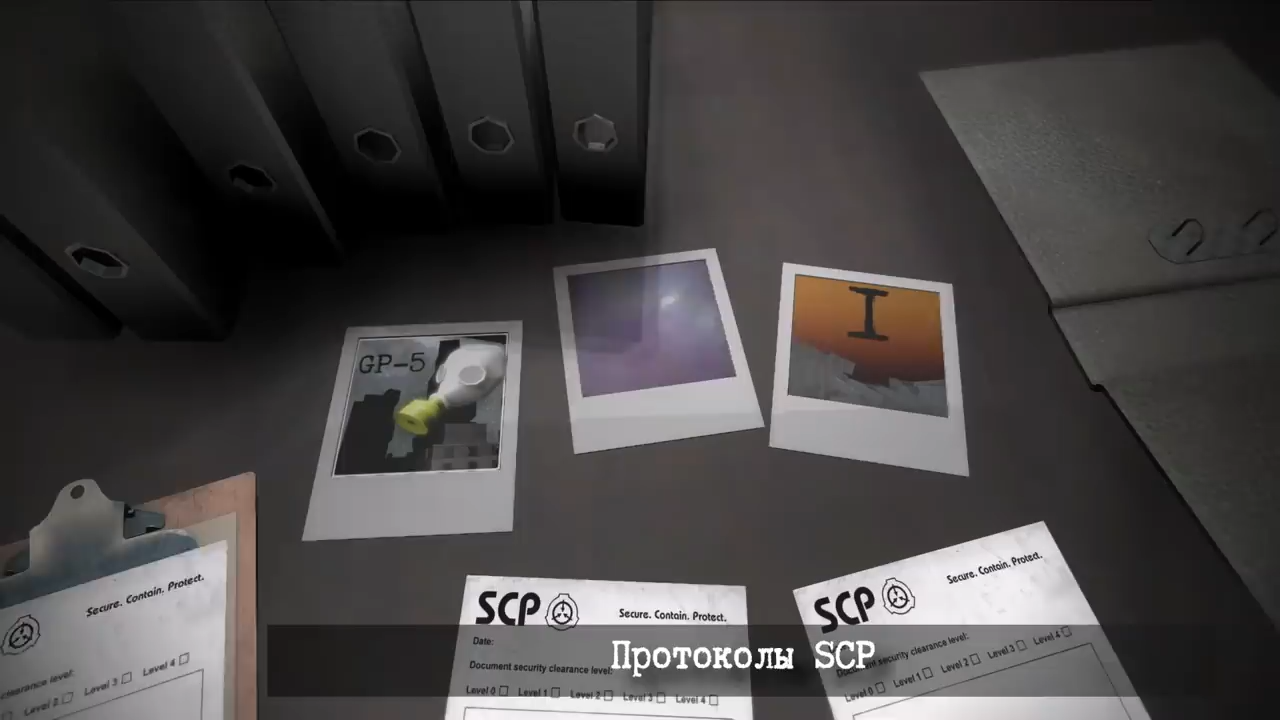 GP-5
I
Secure. Contain. Protect.
clearance level:
Level 3 Level 4
SCP
Secure. Contain. Protect.
Date:
Document security clearance level:
Level 0 Level 1 Level 2 Level 3 Level 4
SCP
Secure. Contain. Protect.
security clearance level:
Level 0 Level 1 Level 2 Level 3 Level 4
Протоколы SCP